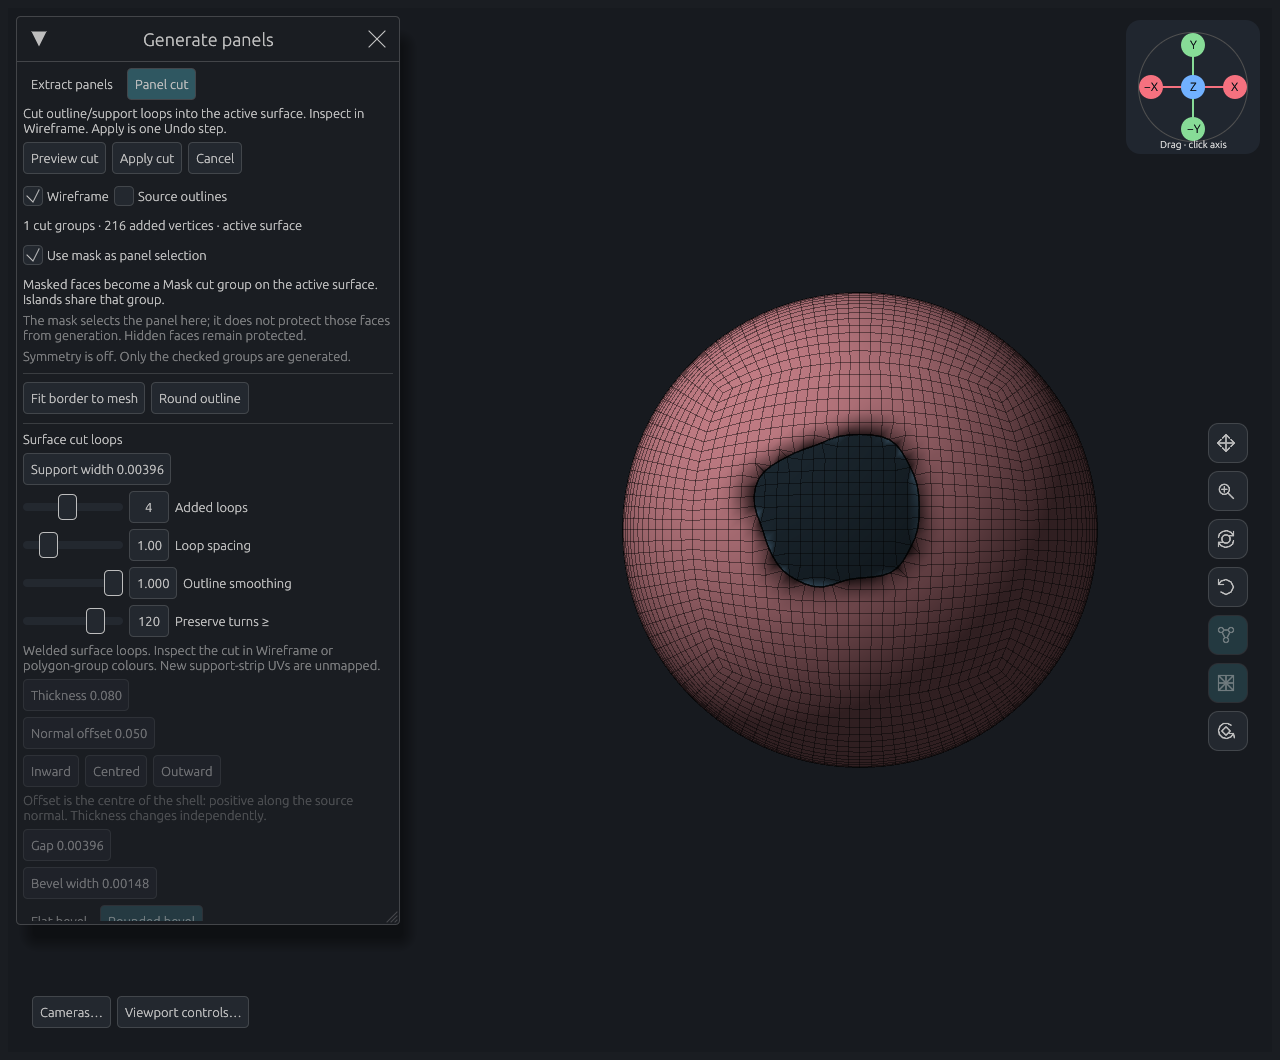 Generate panels
Extract panels
Panel cut
Cut outline/support loops into the active surface. Inspect in
Wireframe. Apply is one Undo step.
Preview cut
Apply cut
Cancel
Wireframe
Source outlines
1 cut groups · 216 added vertices · active surface
Use mask as panel selection
Masked faces become a Mask cut group on the active surface.
Islands share that group.
The mask selects the panel here; it does not protect those faces
from generation. Hidden faces remain protected.
Symmetry is off. Only the checked groups are generated.
Fit border to mesh
Round outline
Surface cut loops
Support width 0.00396
4 Added loops
1.00 Loop spacing
1.000 Outline smoothing
120 Preserve turns ≥
Welded surface loops. Inspect the cut in Wireframe or
polygon-group colours. New support-strip UVs are unmapped.
Thickness 0.080
Normal offset 0.050
Inward
Centred
Outward
Offset is the centre of the shell: positive along the source
normal. Thickness changes independently.
Gap 0.00396
Bevel width 0.00148
Flat bevel
Rounded bevel
Cameras…
Viewport controls…
Y
−X
Z
X
−Y
Drag · click axis